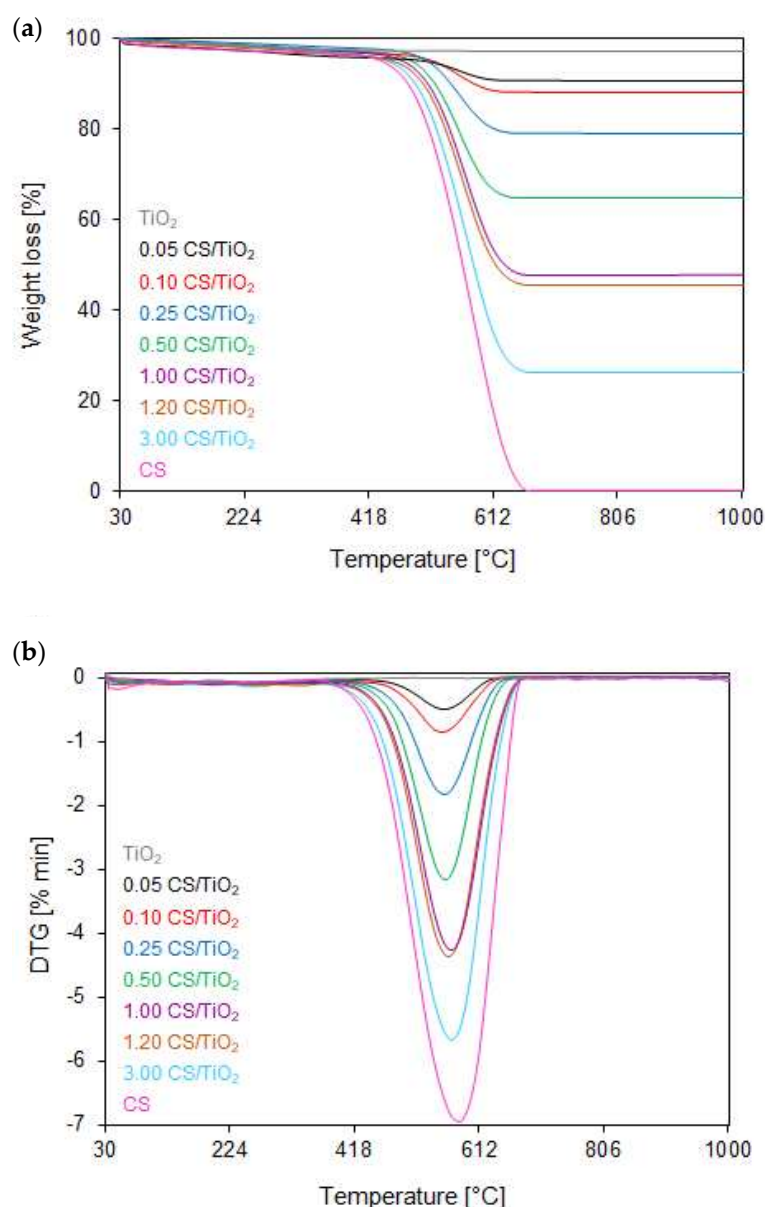 (a)
100
80
60
40
20
0
Weight loss [%]
TiO₂
0.05 CS/TiO₂
0.10 CS/TiO₂
0.25 CS/TiO₂
0.50 CS/TiO₂
1.00 CS/TiO₂
1.20 CS/TiO₂
3.00 CS/TiO₂
CS
30 224 418 612 806 1000
Temperature [°C]
(b)
0
-1
-2
-3
-4
-5
-6
-7
DTG [% min]
TiO₂
0.05 CS/TiO₂
0.10 CS/TiO₂
0.25 CS/TiO₂
0.50 CS/TiO₂
1.00 CS/TiO₂
1.20 CS/TiO₂
3.00 CS/TiO₂
CS
30 224 418 612 806 1000
Temperature [°C]